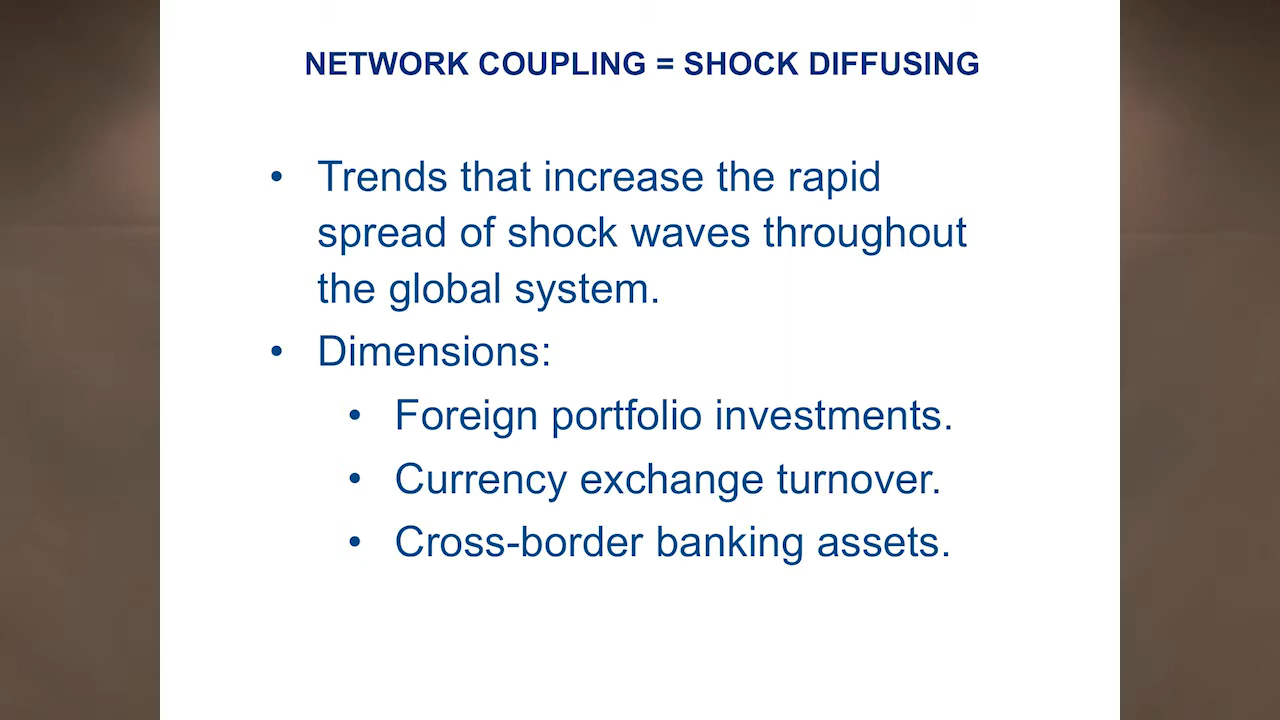 NETWORK COUPLING = SHOCK DIFFUSING
• Trends that increase the rapid
spread of shock waves throughout
the global system.
• Dimensions:
• Foreign portfolio investments.
• Currency exchange turnover.
• Cross-border banking assets.